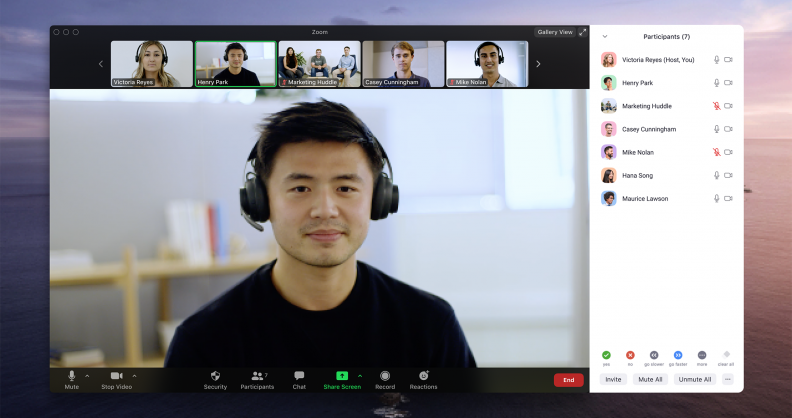 Zoom
Gallery View
Victoria Reyes
Henry Park
Marketing Huddle
Casey Cunningham
Mike Nolan
Mute
Stop Video
Security
Participants
7
Chat
Share Screen
Record
Reactions
End
Participants (7)
Victoria Reyes (Host, You)
Henry Park
Marketing Huddle
Casey Cunningham
Mike Nolan
Hana Song
Maurice Lawson
yes
no
go slower
go faster
more
clear all
Invite
Mute All
Unmute All